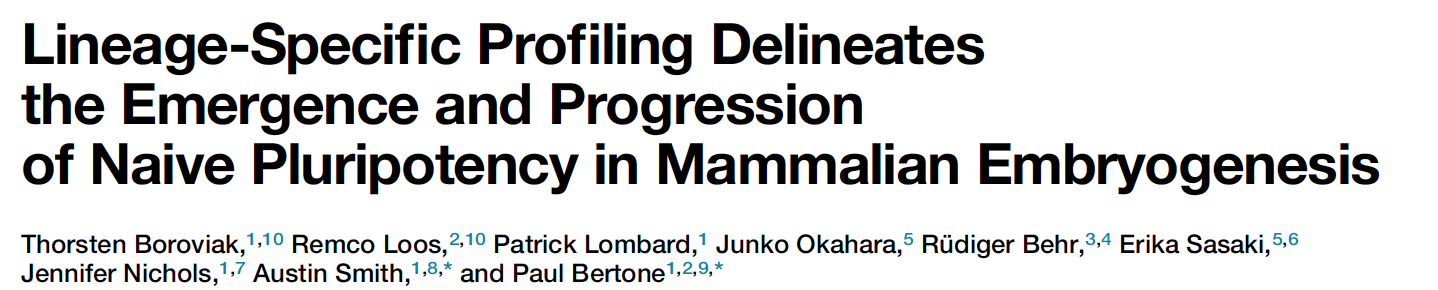 Lineage-Specific Profiling Delineates
the Emergence and Progression
of Naive Pluripotency in Mammalian Embryogenesis
Thorsten Boroviak,1,10 Remco Loos,2,10 Patrick Lombard,1 Junko Okahara,5 Rüdiger Behr,3,4 Erika Sasaki,5,6
Jennifer Nichols,1,7 Austin Smith,1,8,* and Paul Bertone1,2,9,*